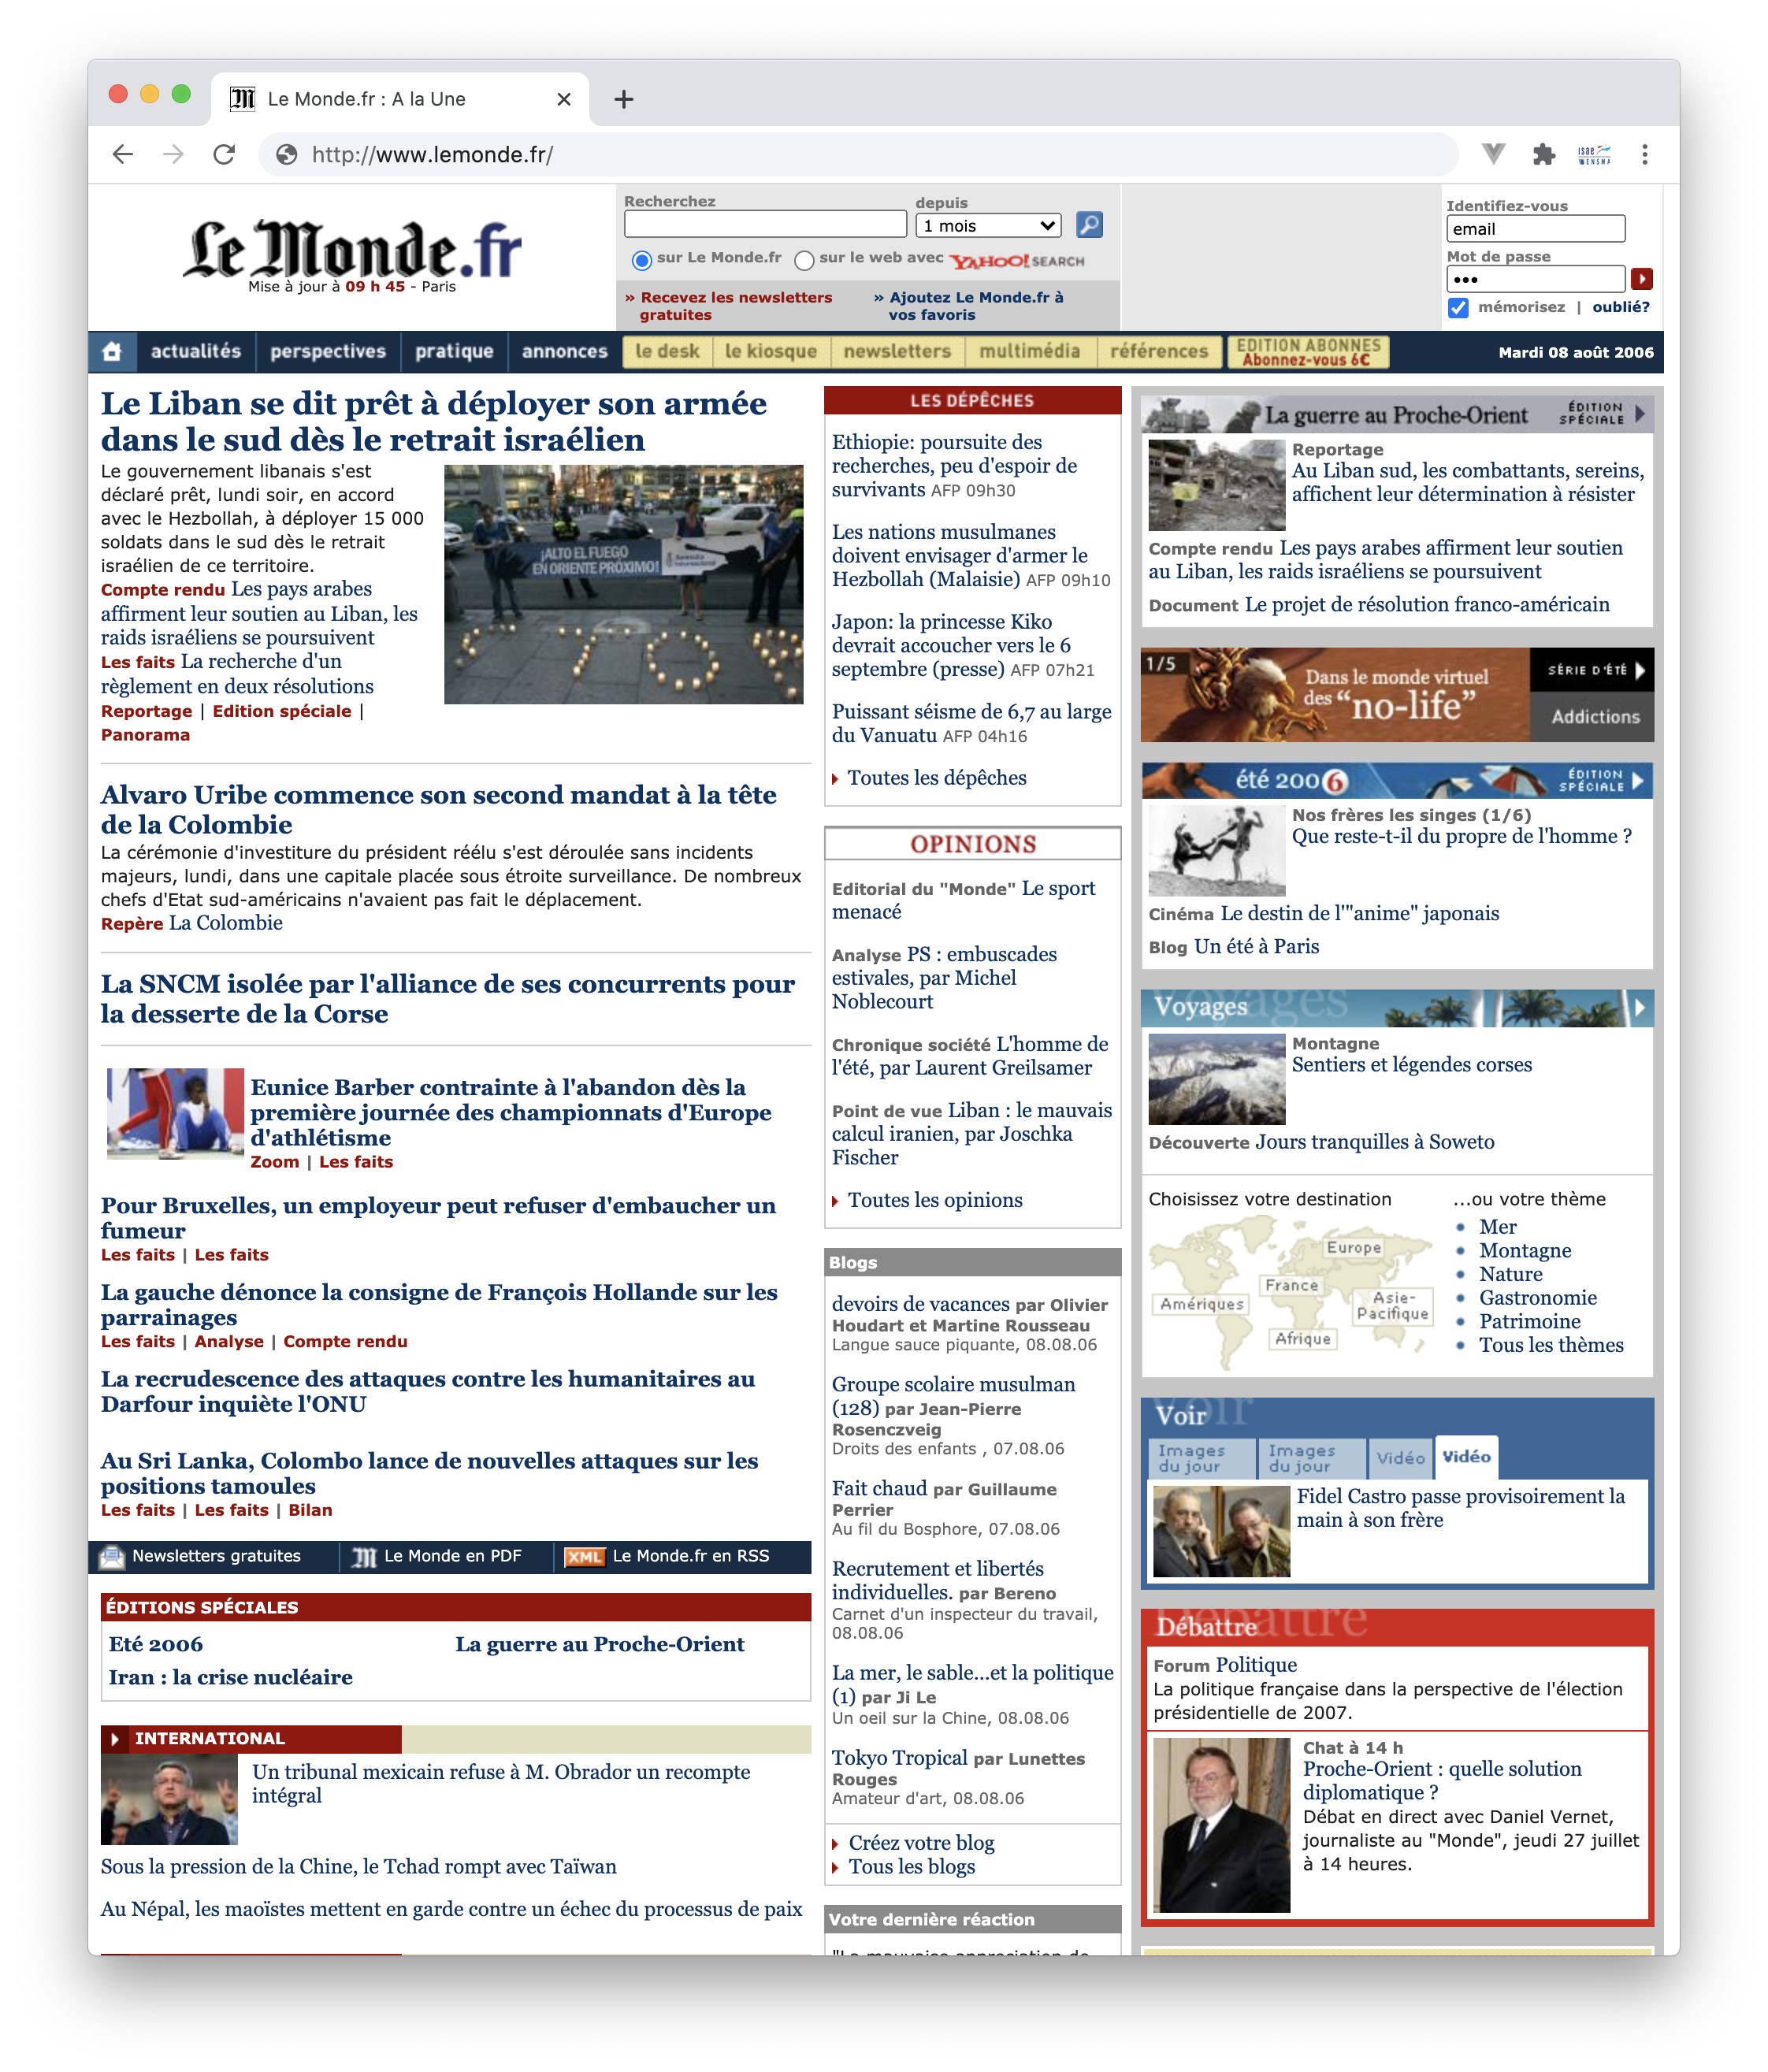 Le Monde.fr : A la Une
http://www.lemonde.fr/
Le Monde.fr
Mise à jour à 09 h 45 - Paris
Recherchez
depuis
1 mois
sur Le Monde.fr
sur le web avec YAHOO! SEARCH
» Recevez les newsletters
gratuites
» Ajoutez Le Monde.fr à
vos favoris
Identifiez-vous
email
Mot de passe
mémorisez | oublié?
actualités
perspectives
pratique
annonces
le desk
le kiosque
newsletters
multimédia
références
EDITION ABONNES
Abonnez-vous 6€
Mardi 08 août 2006
Le Liban se dit prêt à déployer son armée
dans le sud dès le retrait israélien
Le gouvernement libanais s'est
déclaré prêt, lundi soir, en accord
avec le Hezbollah, à déployer 15 000
soldats dans le sud dès le retrait
israélien de ce territoire.
Compte rendu Les pays arabes
affirment leur soutien au Liban, les
raids israéliens se poursuivent
Les faits La recherche d'un
règlement en deux résolutions
Reportage | Edition spéciale |
Panorama
¡ALTO EL FUEGO
EN ORIENTE PRÓXIMO!
STOP
Alvaro Uribe commence son second mandat à la tête
de la Colombie
La cérémonie d'investiture du président réélu s'est déroulée sans incidents
majeurs, lundi, dans une capitale placée sous étroite surveillance. De nombreux
chefs d'Etat sud-américains n'avaient pas fait le déplacement.
Repère La Colombie
La SNCM isolée par l'alliance de ses concurrents pour
la desserte de la Corse
Eunice Barber contrainte à l'abandon dès la
première journée des championnats d'Europe
d'athlétisme
Zoom | Les faits
Pour Bruxelles, un employeur peut refuser d'embaucher un
fumeur
Les faits | Les faits
La gauche dénonce la consigne de François Hollande sur les
parrainages
Les faits | Analyse | Compte rendu
La recrudescence des attaques contre les humanitaires au
Darfour inquiète l'ONU
Au Sri Lanka, Colombo lance de nouvelles attaques sur les
positions tamoules
Les faits | Les faits | Bilan
Newsletters gratuites
Le Monde en PDF
XML Le Monde.fr en RSS
ÉDITIONS SPÉCIALES
Eté 2006
La guerre au Proche-Orient
Iran : la crise nucléaire
INTERNATIONAL
Un tribunal mexicain refuse à M. Obrador un recompte
intégral
Sous la pression de la Chine, le Tchad rompt avec Taïwan
Au Népal, les maoïstes mettent en garde contre un échec du processus de paix
LES DÉPÊCHES
Ethiopie: poursuite des
recherches, peu d'espoir de
survivants AFP 09h30
Les nations musulmanes
doivent envisager d'armer le
Hezbollah (Malaisie) AFP 09h10
Japon: la princesse Kiko
devrait accoucher vers le 6
septembre (presse) AFP 07h21
Puissant séisme de 6,7 au large
du Vanuatu AFP 04h16
Toutes les dépêches
OPINIONS
Editorial du "Monde" Le sport
menacé
Analyse PS : embuscades
estivales, par Michel
Noblecourt
Chronique société L'homme de
l'été, par Laurent Greilsamer
Point de vue Liban : le mauvais
calcul iranien, par Joschka
Fischer
Toutes les opinions
Blogs
devoirs de vacances par Olivier
Houdart et Martine Rousseau
Langue sauce piquante, 08.08.06
Groupe scolaire musulman
(128) par Jean-Pierre
Rosenczveig
Droits des enfants , 07.08.06
Fait chaud par Guillaume
Perrier
Au fil du Bosphore, 07.08.06
Recrutement et libertés
individuelles. par Bereno
Carnet d'un inspecteur du travail,
08.08.06
La mer, le sable...et la politique
(1) par Ji Le
Un oeil sur la Chine, 08.08.06
Tokyo Tropical par Lunettes
Rouges
Amateur d'art, 08.08.06
Créez votre blog
Tous les blogs
Votre dernière réaction
La guerre au Proche-Orient
ÉDITION
SPÉCIALE
Reportage
Au Liban sud, les combattants, sereins,
affichent leur détermination à résister
Compte rendu Les pays arabes affirment leur soutien
au Liban, les raids israéliens se poursuivent
Document Le projet de résolution franco-américain
1/5
Dans le monde virtuel
des “no-life”
SÉRIE D'ÉTÉ
Addictions
été 2006
ÉDITION
SPÉCIALE
Nos frères les singes (1/6)
Que reste-t-il du propre de l'homme ?
Cinéma Le destin de l'"anime" japonais
Blog Un été à Paris
Voyages
Montagne
Sentiers et légendes corses
Découverte Jours tranquilles à Soweto
Choisissez votre destination
Europe
France
Amériques
Asie-
Pacifique
Afrique
...ou votre thème
Mer
Montagne
Nature
Gastronomie
Patrimoine
Tous les thèmes
Voir
Images
du jour
Images
du jour
Vidéo
Vidéo
Fidel Castro passe provisoirement la
main à son frère
Débattre
Forum Politique
La politique française dans la perspective de l'élection
présidentielle de 2007.
Chat à 14 h
Proche-Orient : quelle solution
diplomatique ?
Débat en direct avec Daniel Vernet,
journaliste au "Monde", jeudi 27 juillet
à 14 heures.